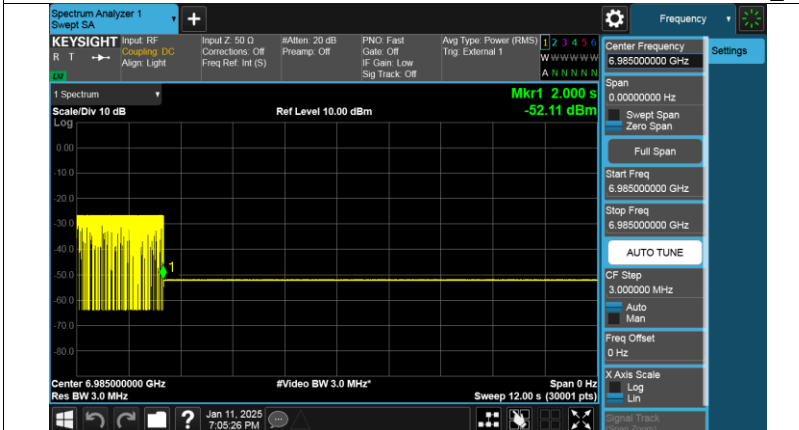 Spectrum Analyzer 1
Swept SA
Frequency
KEYSIGHT
R T
LXI
Input: RF
Coupling: DC
Align: Light
Input Z: 50 Ω
Corrections: Off
Freq Ref: Int (S)
#Atten: 20 dB
Preamp: Off
PNO: Fast
Gate: Off
IF Gain: Low
Sig Track: Off
Avg Type: Power (RMS)
Trig: External 1
1 2 3 4 5 6
W W W W W W
A N N N N N
1 Spectrum
Scale/Div 10 dB
Log
Ref Level 10.00 dBm
Mkr1 2.000 s
-52.11 dBm
0.00
-10.0
-20.0
-30.0
-40.0
-50.0
-60.0
-70.0
-80.0
1
Center 6.985000000 GHz
Res BW 3.0 MHz
#Video BW 3.0 MHz*
Span 0 Hz
Sweep 12.00 s (30001 pts)
Center Frequency
6.985000000 GHz
Span
0.00000000 Hz
Swept Span
Zero Span
Full Span
Start Freq
6.985000000 GHz
Stop Freq
6.985000000 GHz
AUTO TUNE
CF Step
3.000000 MHz
Auto
Man
Freq Offset
0 Hz
X Axis Scale
Log
Lin
Signal Track
Settings
?
Jan 11, 2025
7:05:26 PM